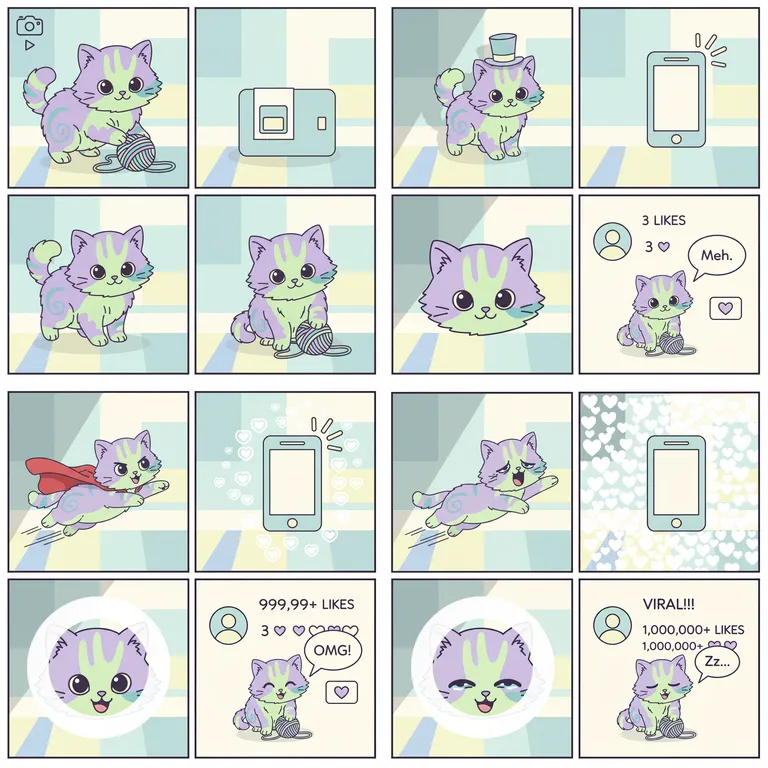 3 LIKES
3
Meh.
999,99+ LIKES
3
OMG!
VIRAL!!!
1,000,000+ LIKES
1,000,000+
Zz...